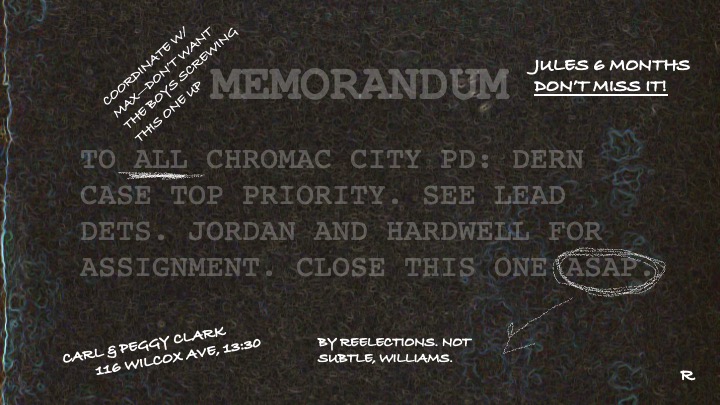 COORDINATE W/
MAX—DON'T WANT
THE BOYS SCREWING
THIS ONE UP
MEMORANDUM
JULES 6 MONTHS
DON'T MISS IT!
TO ALL CHROMAC CITY PD: DERN
CASE TOP PRIORITY. SEE LEAD
DETS. JORDAN AND HARDWELL FOR
ASSIGNMENT. CLOSE THIS ONE ASAP.
CARL & PEGGY CLARK
116 WILCOX AVE, 13:30
BY REELECTIONS. NOT
SUBTLE, WILLIAMS.
R